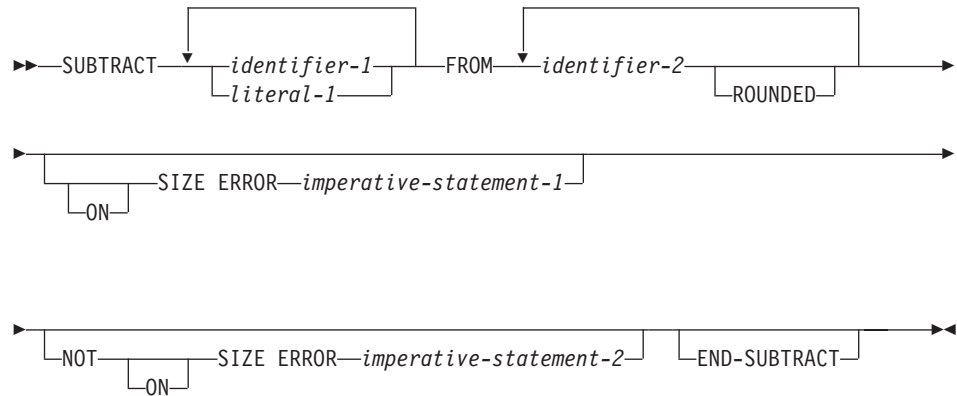 SUBTRACT identifier-1 FROM identifier-2
literal-1 ROUNDED
SIZE ERROR imperative-statement-1
ON
NOT SIZE ERROR imperative-statement-2 END-SUBTRACT
ON